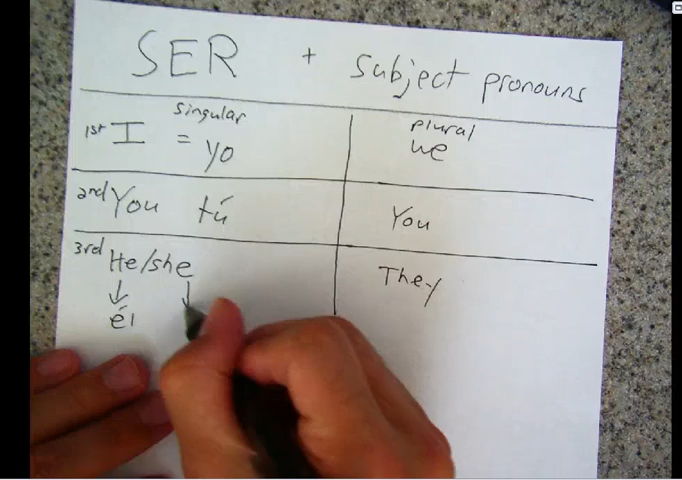 SER + subject pronouns
singular plural
1st I = yo we
2nd You tú You
3rd He/she They
él